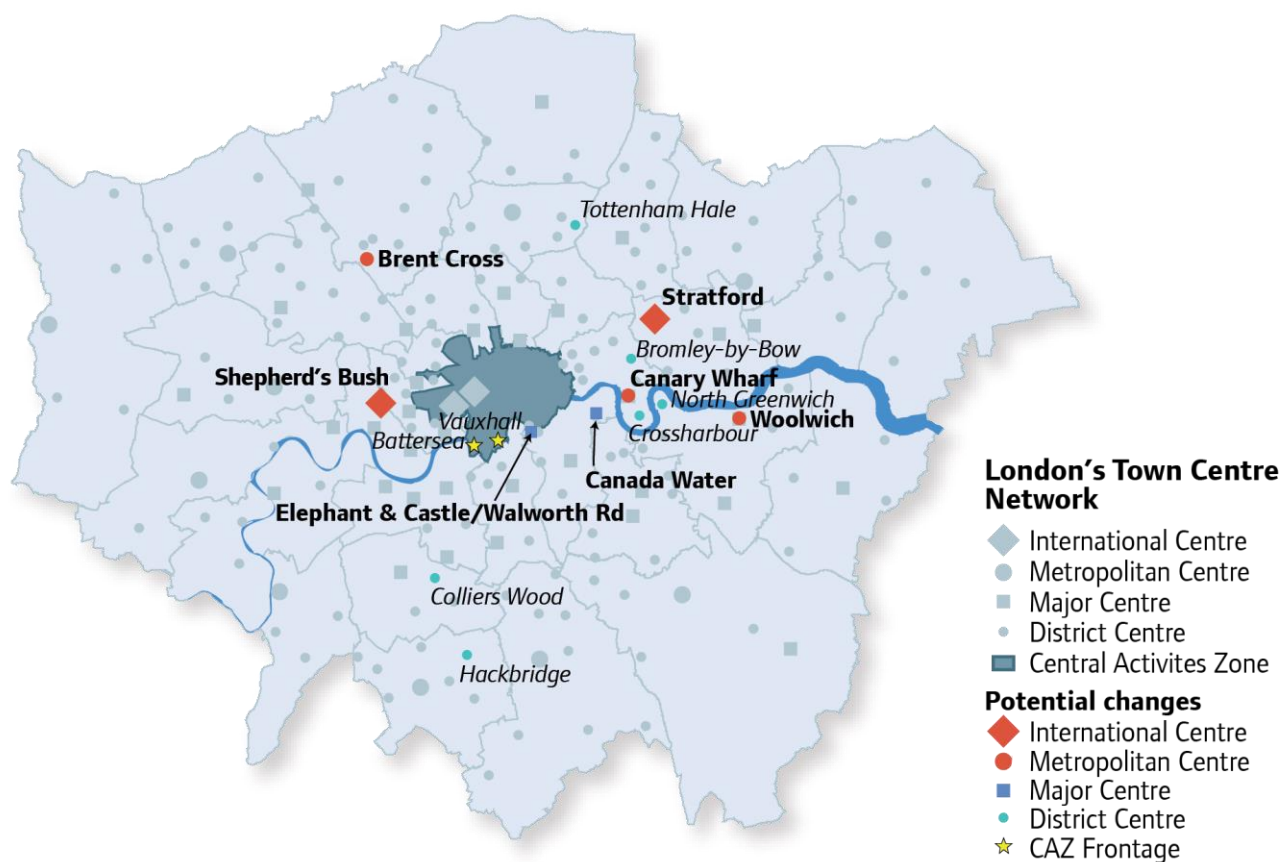 Tottenham Hale
Brent Cross
Stratford
Bromley-by-Bow
Shepherd's Bush
Canary Wharf
North Greenwich
Vauxhall
Woolwich
Battersea
Crossharbour
Canada Water
Elephant & Castle/Walworth Rd
Colliers Wood
Hackbridge
London's Town Centre
Network
International Centre
Metropolitan Centre
Major Centre
District Centre
Central Activites Zone
Potential changes
International Centre
Metropolitan Centre
Major Centre
District Centre
CAZ Frontage